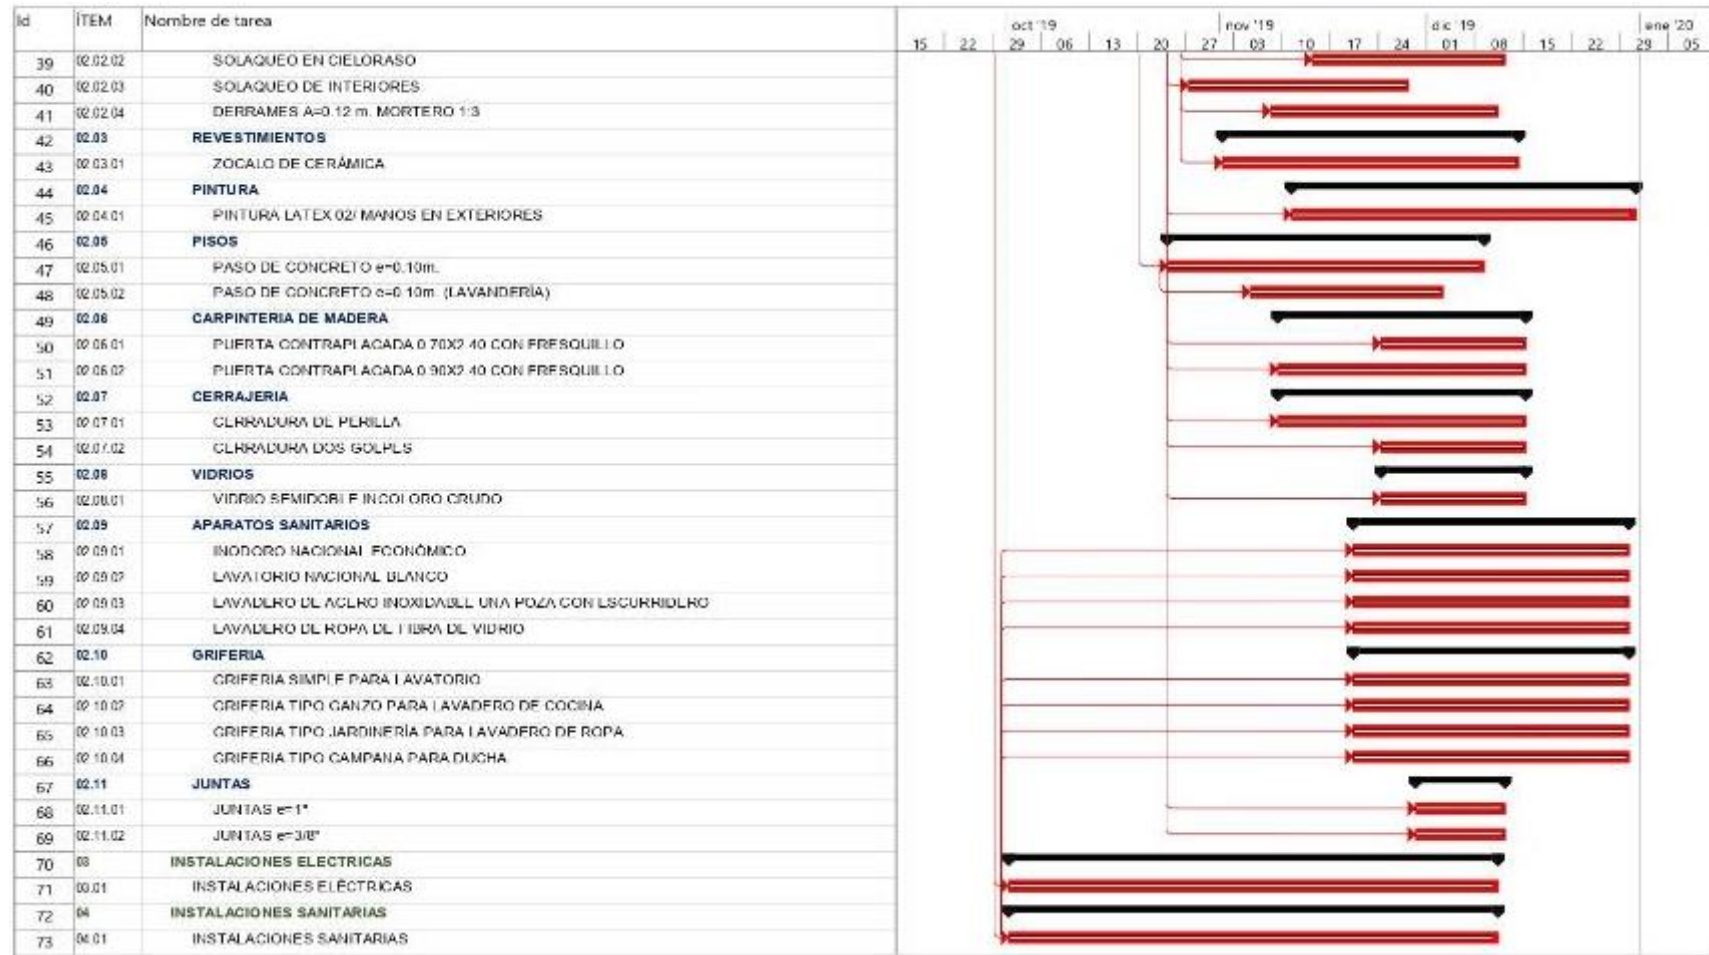 Id ÍTEM Nombre de tarea
oct '19 nov '19 dic '19 ene '20
15 22 29 06 13 20 27 03 10 17 24 01 08 15 22 29 05
39 02.02.02 SOLAQUEO EN CIELORASO
40 02.02.03 SOLAQUEO DE INTERIORES
41 02.02.04 DERRAMES A=0.12 m. MORTERO 1:3
42 02.03 REVESTIMIENTOS
43 02.03.01 ZOCALO DE CERÁMICA
44 02.04 PINTURA
45 02.04.01 PINTURA LATEX 02/ MANOS EN EXTERIORES
46 02.05 PISOS
47 02.05.01 PASO DE CONCRETO e=0.10m.
48 02.05.02 PASO DE CONCRETO e=0.10m. (LAVANDERÍA)
49 02.06 CARPINTERIA DE MADERA
50 02.06.01 PUERTA CONTRAPLACADA 0.70X2.40 CON FRESQUILLO
51 02.06.02 PUERTA CONTRAPLACADA 0.90X2.40 CON FRESQUILLO
52 02.07 CERRAJERIA
53 02.07.01 CERRADURA DE PERILLA
54 02.07.02 CERRADURA DOS GOLPES
55 02.08 VIDRIOS
56 02.08.01 VIDRIO SEMIDOBLE INCOLORO CRUDO
57 02.09 APARATOS SANITARIOS
58 02.09.01 INODORO NACIONAL ECONÓMICO
59 02.09.02 LAVATORIO NACIONAL BLANCO
60 02.09.03 LAVADERO DE ACERO INOXIDABEL UNA POZA CON ESCURRIDERO
61 02.09.04 LAVADERO DE ROPA DE FIBRA DE VIDRIO
62 02.10 GRIFERIA
63 02.10.01 GRIFERIA SIMPLE PARA LAVATORIO
64 02.10.02 GRIFERIA TIPO GANZO PARA LAVADERO DE COCINA
65 02.10.03 GRIFERIA TIPO JARDINERÍA PARA LAVADERO DE ROPA
66 02.10.04 GRIFERIA TIPO CAMPANA PARA DUCHA
67 02.11 JUNTAS
68 02.11.01 JUNTAS e=1"
69 02.11.02 JUNTAS e=3/8"
70 03 INSTALACIONES ELECTRICAS
71 03.01 INSTALACIONES ELÉCTRICAS
72 04 INSTALACIONES SANITARIAS
73 04.01 INSTALACIONES SANITARIAS